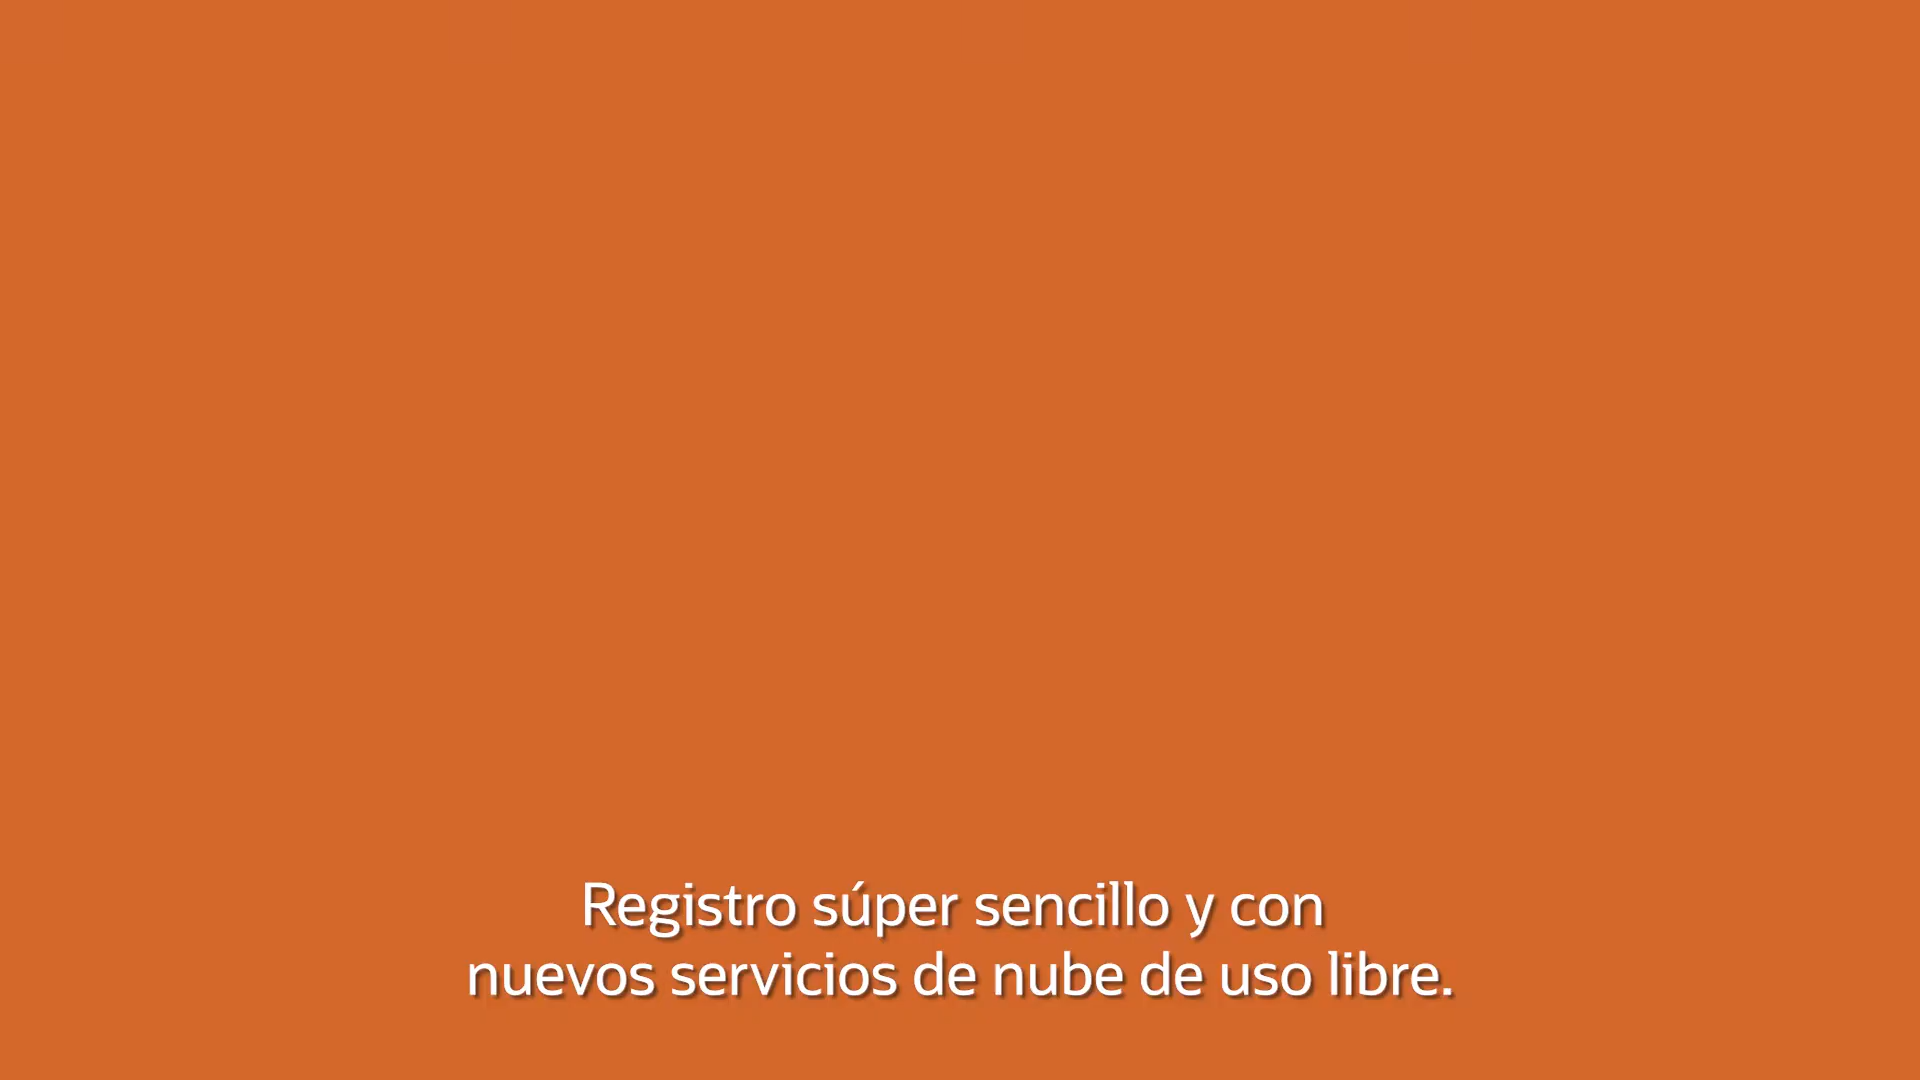 Registro súper sencillo y con
nuevos servicios de nube de uso libre.